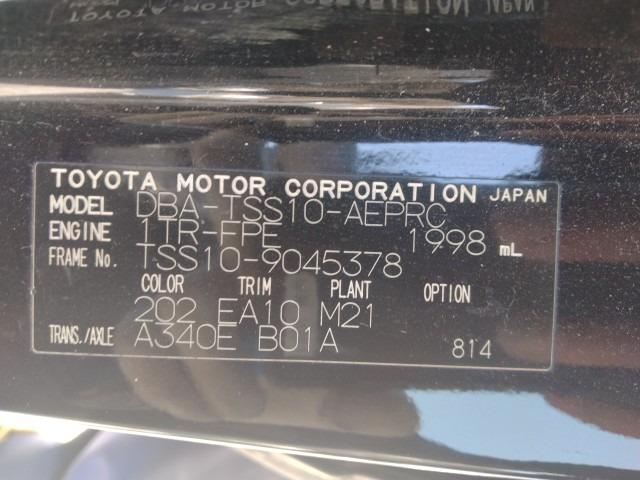 TOYOTA MOTOR CORPORATION JAPAN
MODEL DBA-TSS10-AEPRC
ENGINE 1TR-FPE 1998 mL
FRAME No. TSS10-9045378
COLOR TRIM PLANT OPTION
202 EA10 M21
TRANS./AXLE A340E B01A 814